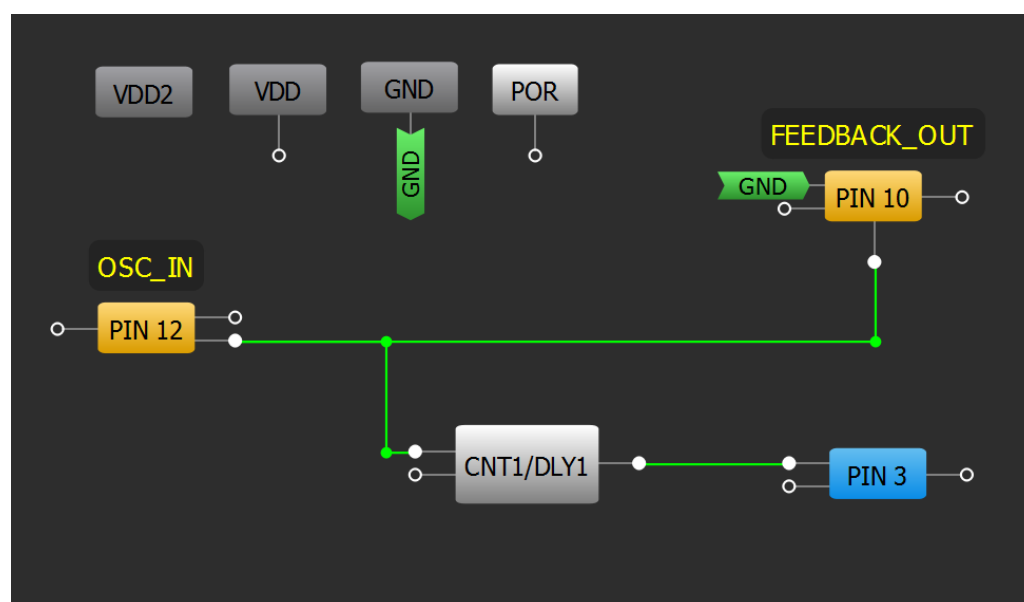 VDD2
VDD
GND
POR
GND
FEEDBACK_OUT
GND
PIN 10
OSC_IN
PIN 12
CNT1/DLY1
PIN 3